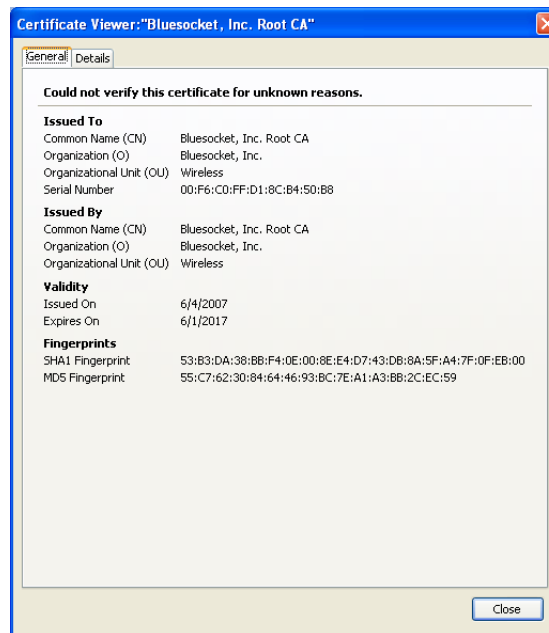 Certificate Viewer:"Bluesocket, Inc. Root CA"
General Details
Could not verify this certificate for unknown reasons.
Issued To
Common Name (CN) Bluesocket, Inc. Root CA
Organization (O) Bluesocket, Inc.
Organizational Unit (OU) Wireless
Serial Number 00:F6:C0:FF:D1:8C:B4:50:B8
Issued By
Common Name (CN) Bluesocket, Inc. Root CA
Organization (O) Bluesocket, Inc.
Organizational Unit (OU) Wireless
Validity
Issued On 6/4/2007
Expires On 6/1/2017
Fingerprints
SHA1 Fingerprint 53:B3:DA:38:BB:F4:0E:00:8E:E4:D7:43:DB:8A:5F:A4:7F:0F:EB:00
MD5 Fingerprint 55:C7:62:30:84:64:46:93:BC:7E:A1:A3:BB:2C:EC:59
Close